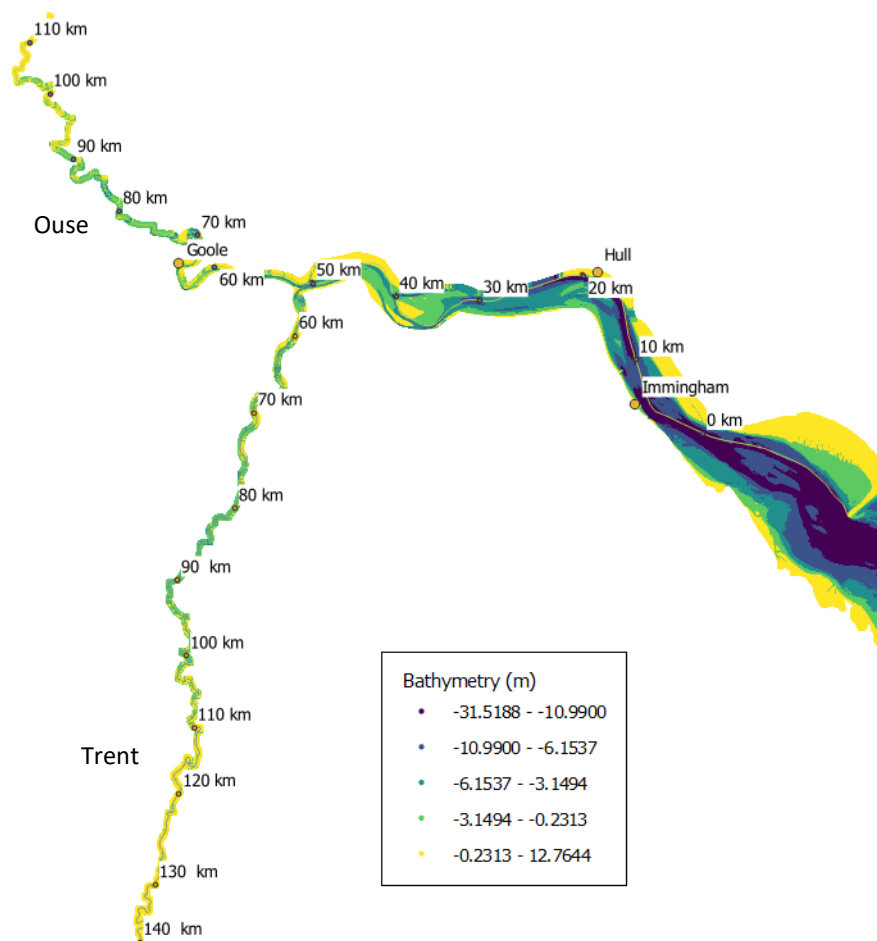 110 km
100 km
90 km
80 km
Ouse
70 km
Goole
60 km
50 km
40 km
30 km
Hull
20 km
10 km
Immingham
0 km
60 km
70 km
80 km
90  km
100 km
110 km
Trent
120 km
130  km
140  km
Bathymetry (m)
-31.5188 - -10.9900
-10.9900 - -6.1537
-6.1537 - -3.1494
-3.1494 - -0.2313
-0.2313 - 12.7644